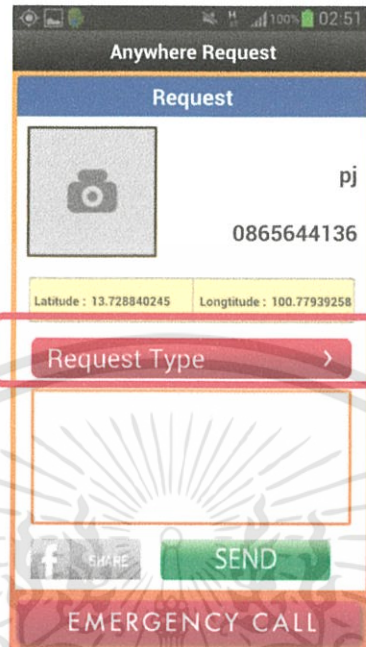 H 100% 02:51
Anywhere Request
Request
pj
0865644136
Latitude : 13.728840245 Longtitude : 100.77939258
Request Type >
f SHARE SEND
EMERGENCY CALL